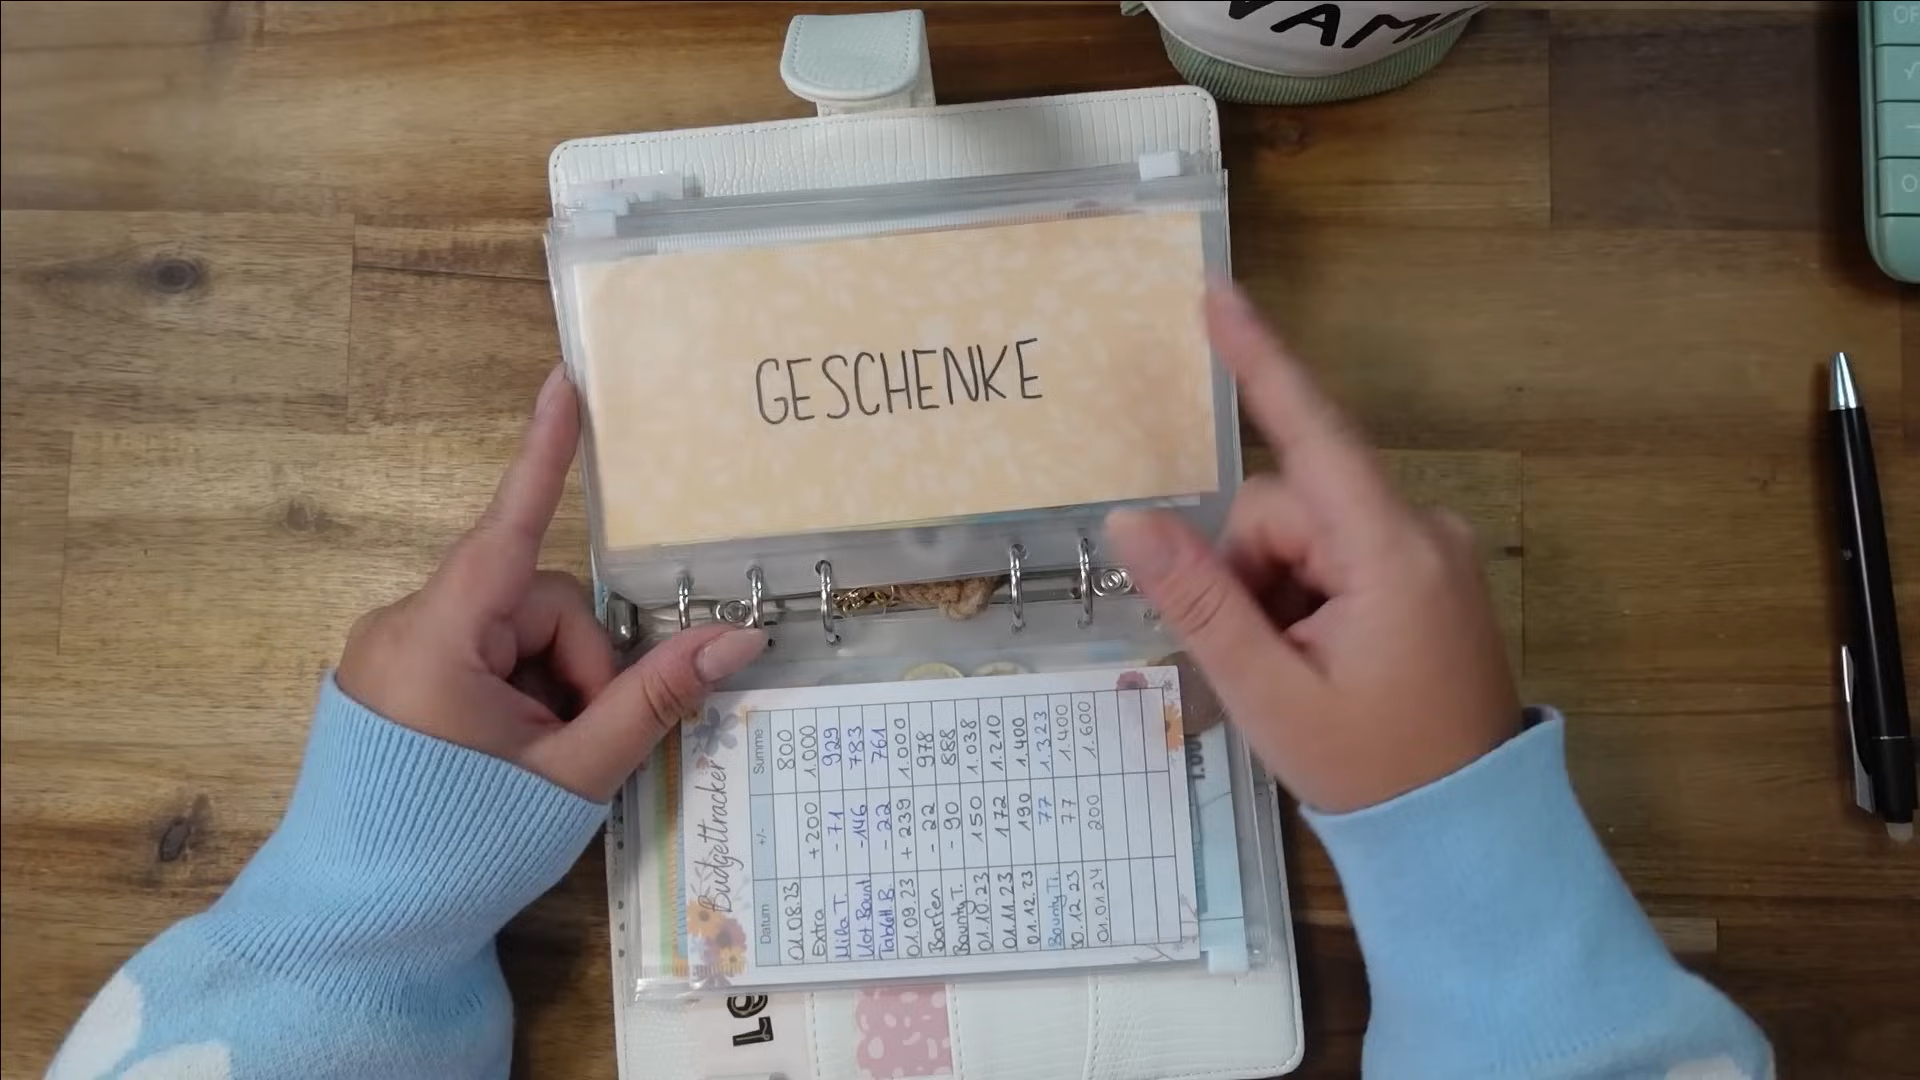 GESCHENKE
Budgettracker
Datum +/- Summe
01.08.23 800
Extra +200 1.000
Mila T. -71 929
-146 783
Tablett B. -22 761
01.09.23 +239 1.000
Barfen -22 978
Bounty T. -90 888
01.10.23 150 1.038
01.11.23 172 1.210
01.12.23 190 1.400
Bounty Ti. 77 1.323
30.12.23 77 1.400
01.01.24 200 1.600